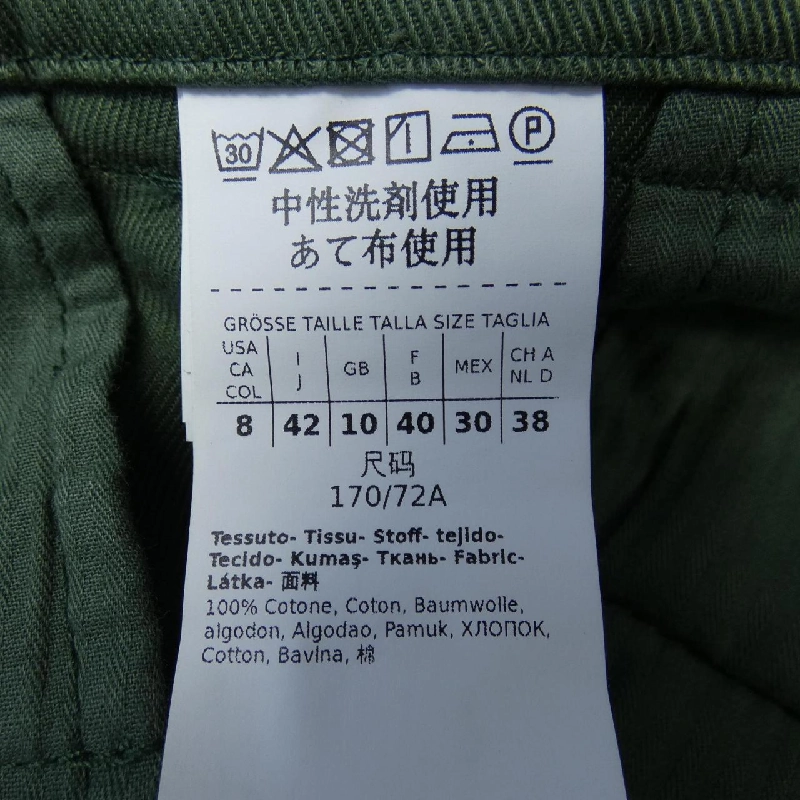 30 P
中性洗剤使用
あて布使用
GRÖSSE TAILLE TALLA SIZE TAGLIA
USA CA COL I J GB F B MEX CH A NL D
8 42 10 40 30 38
尺码
170/72A
Tessuto- Tissu- Stoff- tejido-
Tecido- Kumaş- Ткань- Fabric-
Látka- 面料
100% Cotone, Coton, Baumwolle,
algodon, Algodao, Pamuk, ХЛОПОК,
Cotton, Bavlna, 棉